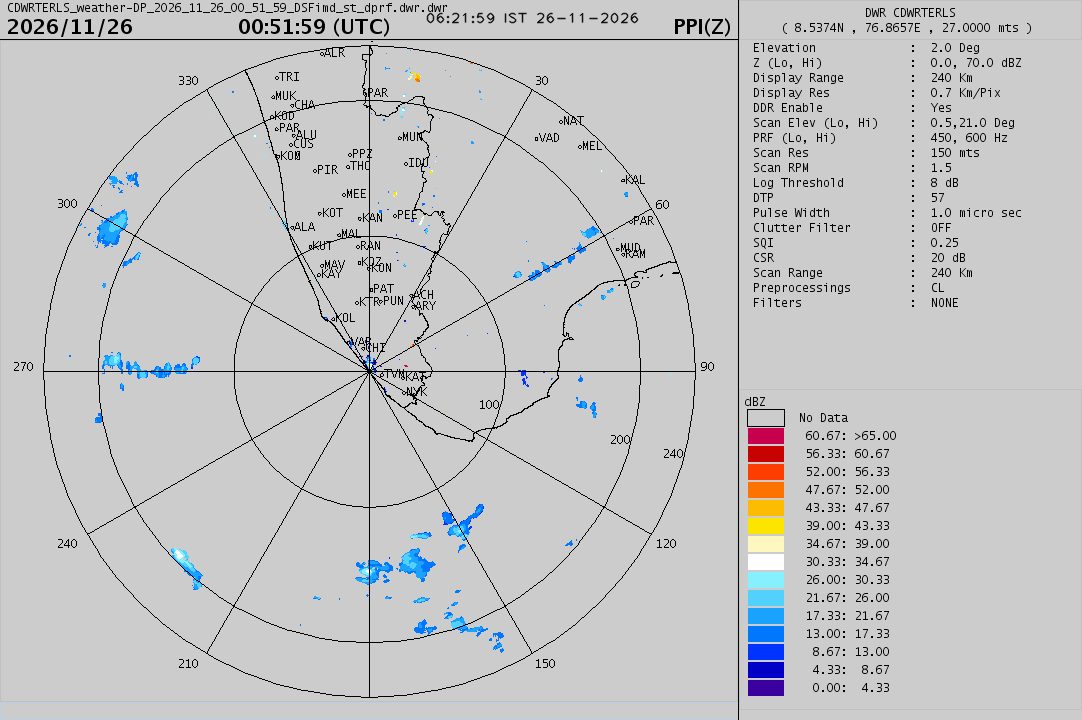 CDWRTERLS_weather-DP_2026_11_26_00_51_59_DSFimd_st_dprf.dwr.dwr
06:21:59 IST 26-11-2026
2026/11/26 00:51:59 (UTC) PPI(Z)
DWR CDWRTERLS
( 8.5374N , 76.8657E , 27.0000 mts )
Elevation : 2.0 Deg
Z (Lo, Hi) : 0.0, 70.0 dBZ
Display Range : 240 Km
Display Res : 0.7 Km/Pix
DDR Enable : Yes
Scan Elev (Lo, Hi) : 0.5,21.0 Deg
PRF (Lo, Hi) : 450, 600 Hz
Scan Res : 150 mts
Scan RPM : 1.5
Log Threshold : 8 dB
DTP : 57
Pulse Width : 1.0 micro sec
Clutter Filter : OFF
SQI : 0.25
CSR : 20 dB
Scan Range : 240 Km
Preprocessings : CL
Filters : NONE
dBZ
No Data
60.67: >65.00
56.33: 60.67
52.00: 56.33
47.67: 52.00
43.33: 47.67
39.00: 43.33
34.67: 39.00
30.33: 34.67
26.00: 30.33
21.67: 26.00
17.33: 21.67
13.00: 17.33
8.67: 13.00
4.33: 8.67
0.00: 4.33
ALR
330
TRI
30
MUK
PAR
CHA
KOD
NAT
PAR
ALU
MUN
VAD
CUS
MEL
PPZ
PIR
THO
IDU
KAL
MEE
300
60
KOT
KAN
PEE
PAR
ALA
MAL
KUT
RAN
MUD
RAM
MAV
KOZ
KON
KAY
PAT
ACH
KTR
PUN
ARY
KOL
VAR
CHI
270
90
TVM
KAT
NYK
100
200
240
240
120
210
150